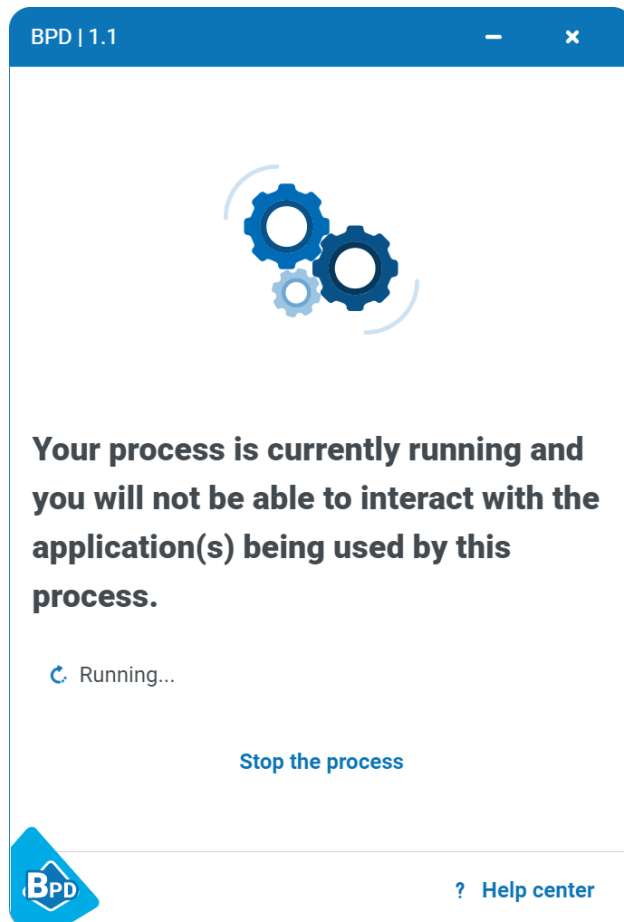 BPD | 1.1
Your process is currently running and
you will not be able to interact with the
application(s) being used by this
process.
Running...
Stop the process
BPD
? Help center